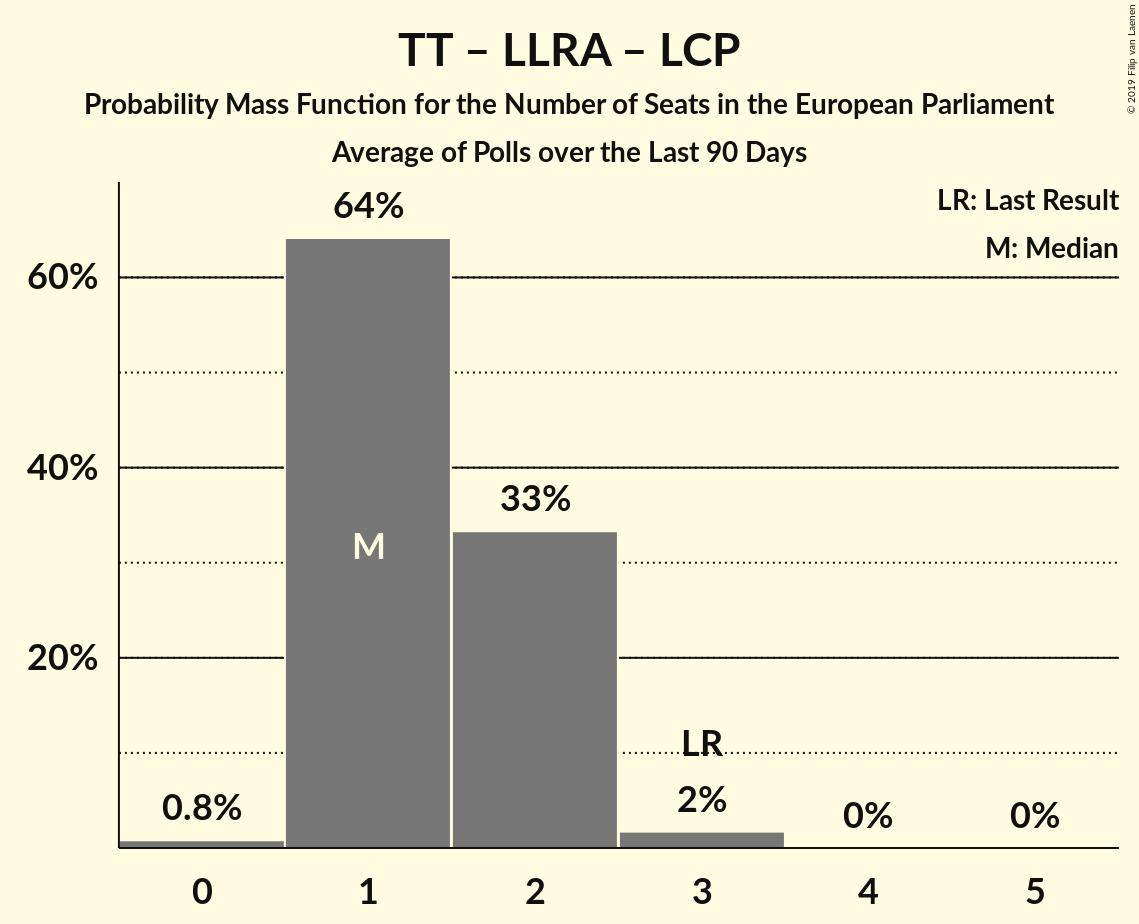 TT – LLRA – LCP
Probability Mass Function for the Number of Seats in the European Parliament
Average of Polls over the Last 90 Days
© 2019 Filip van Laenen
LR: Last Result
M: Median
64%
60%
40%
33%
M
20%
LR
0.8%
2%
0%
0%
0 1 2 3 4 5